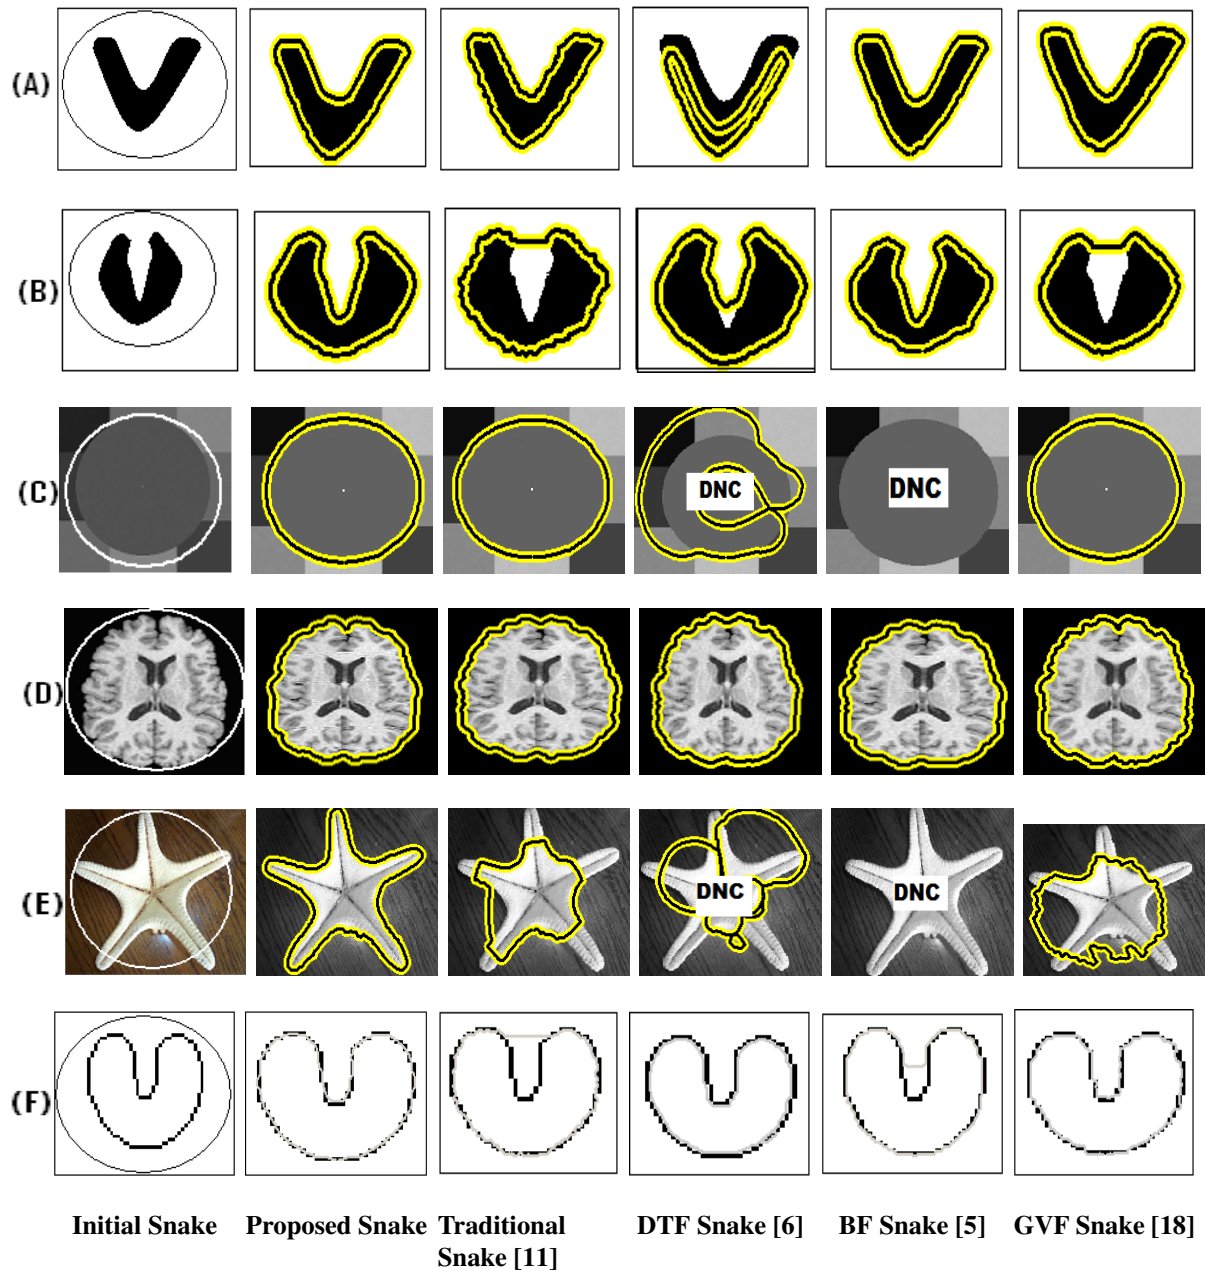 (A)
(B)
(C)
DNC
DNC
(D)
(E)
DNC
DNC
(F)
Initial Snake
Proposed Snake
Traditional
Snake [11]
DTF Snake [6]
BF Snake [5]
GVF Snake [18]